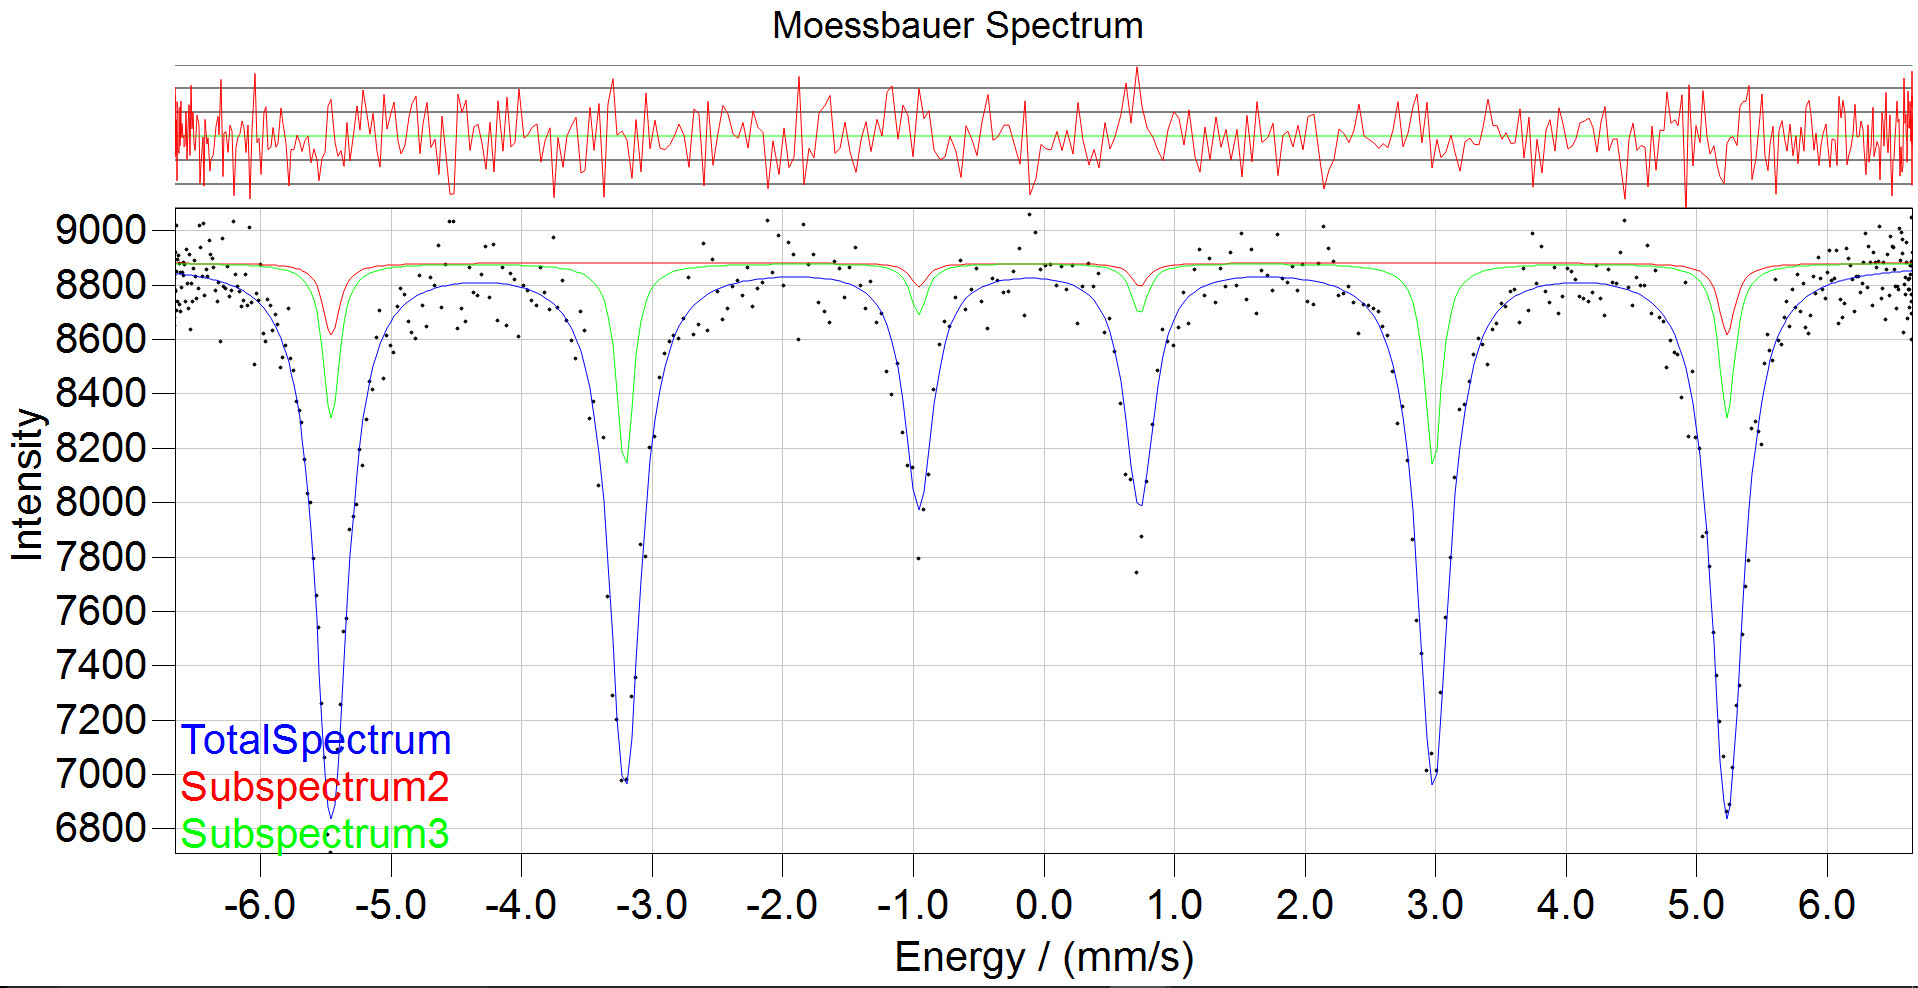 Moessbauer Spectrum
9000
8800
8600
8400
8200
8000
7800
7600
7400
7200
7000
6800
Intensity
TotalSpectrum
Subspectrum2
Subspectrum3
-6.0 -5.0 -4.0 -3.0 -2.0 -1.0 0.0 1.0 2.0 3.0 4.0 5.0 6.0
Energy / (mm/s)